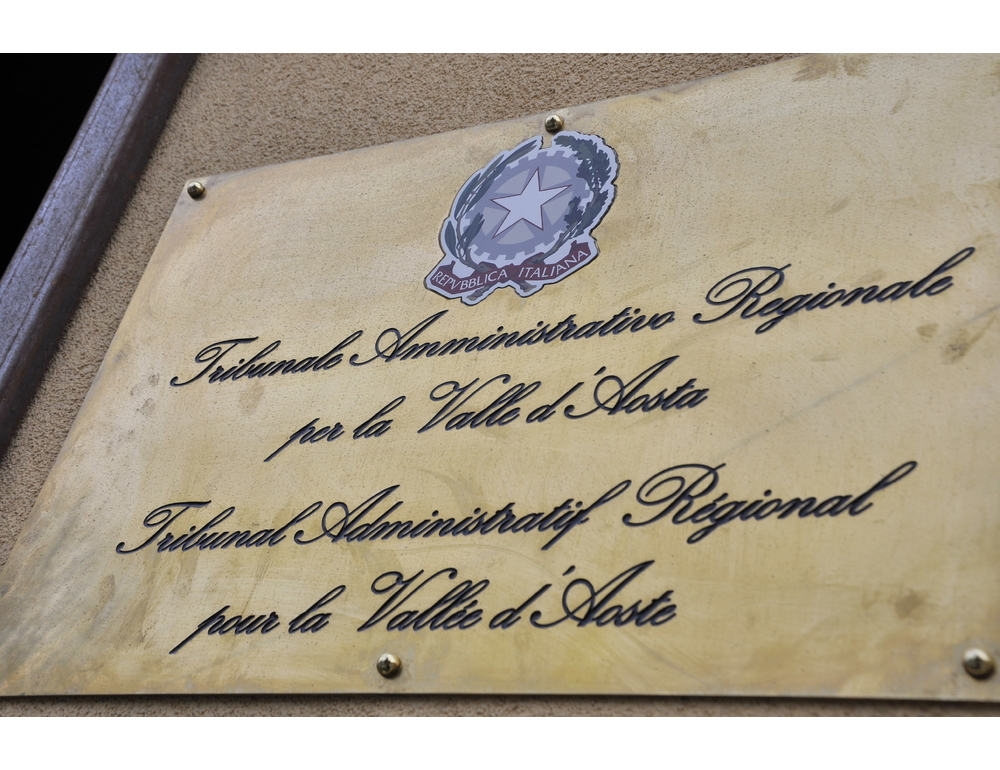 REPVBBLICA ITALIANA
Tribunale Amministrativo Regionale
per la Valle d'Aosta
Tribunal Administratif Régional
pour la Vallée d'Aoste